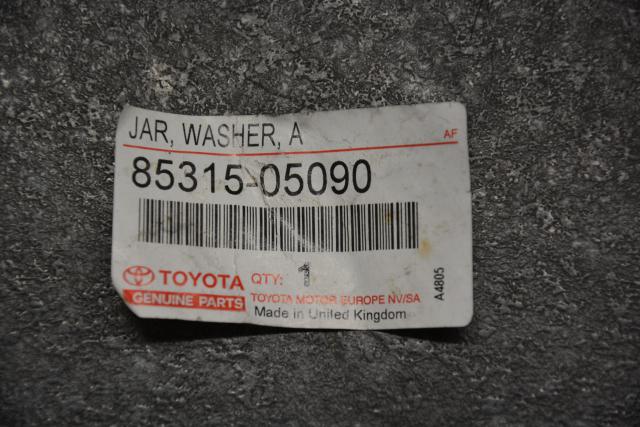 JAR, WASHER, A
AF
85315-05090
TOYOTA
GENUINE PARTS
QTY: 1
TOYOTA MOTOR EUROPE NV/SA
Made in United Kingdom
A4805